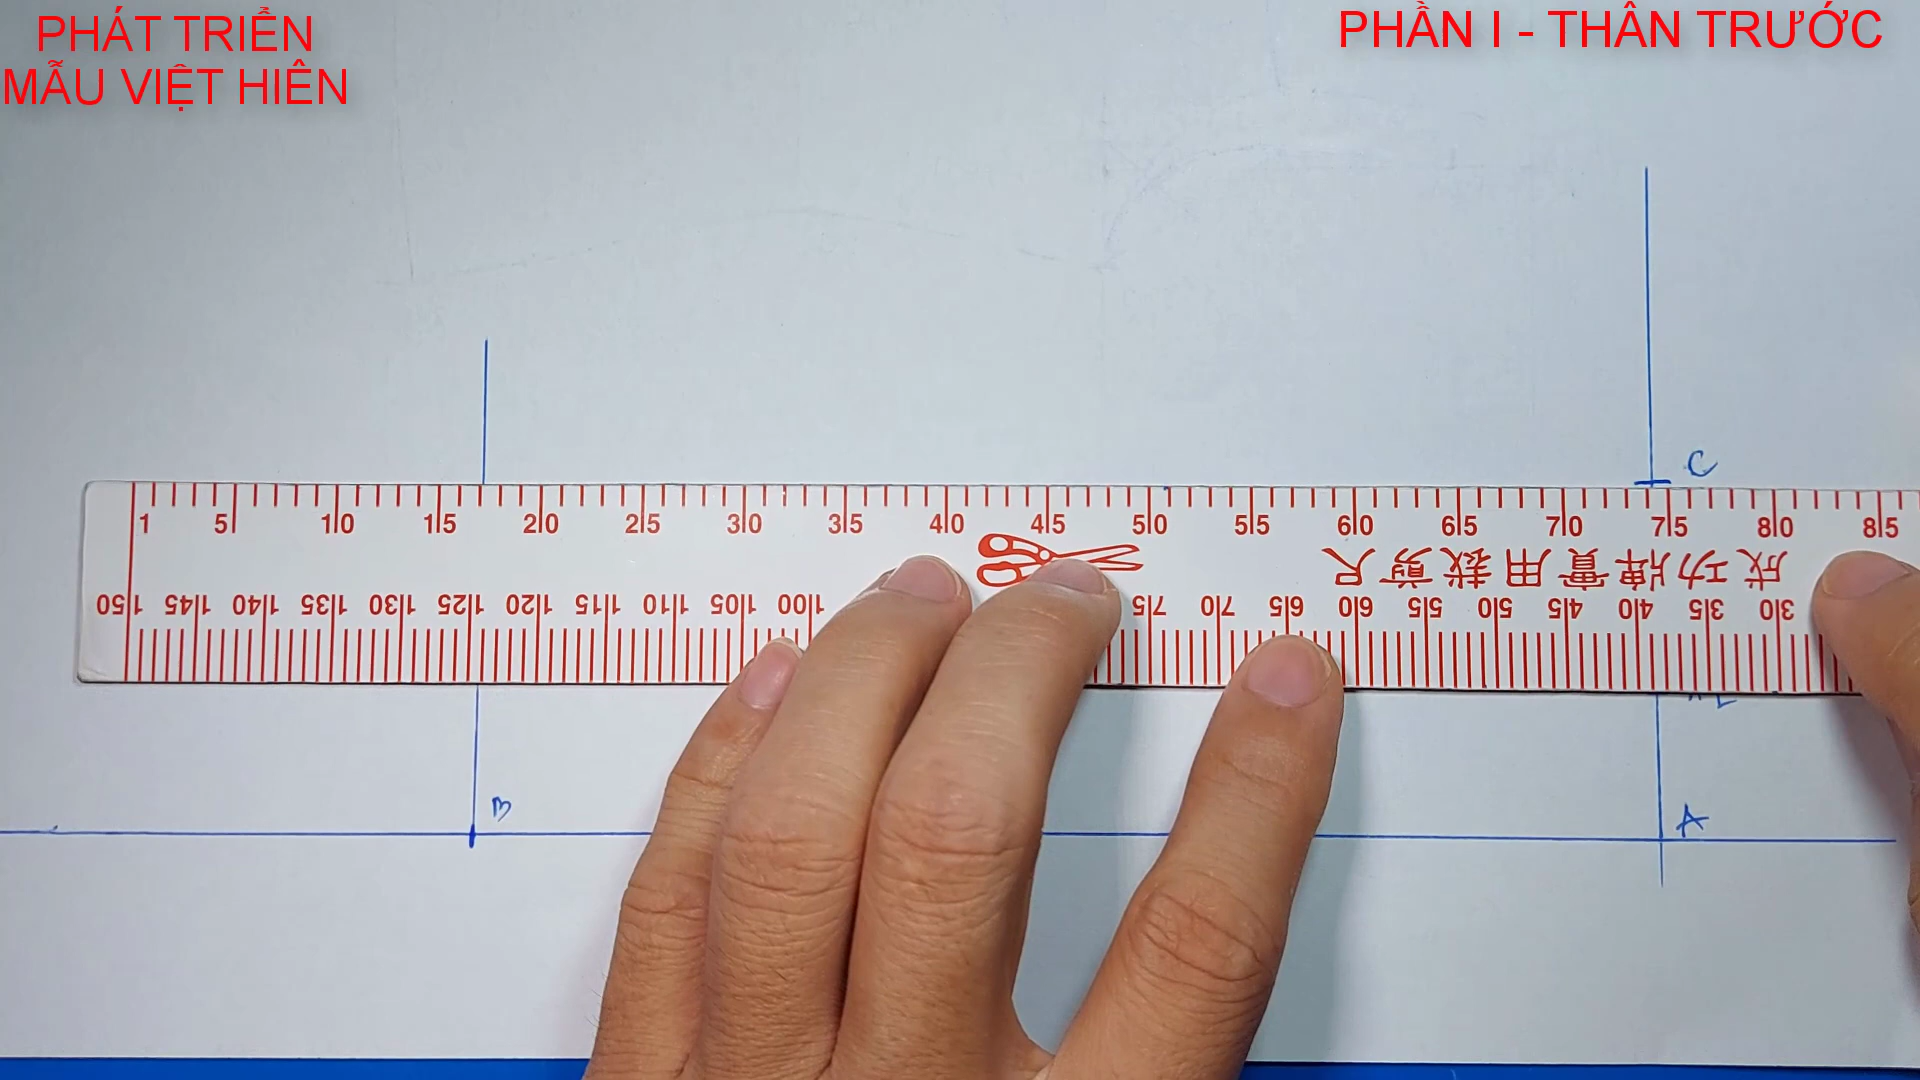 PHÁT TRIỂN
MẪU VIỆT HIÊN
PHẦN I - THÂN TRƯỚC
C
1 5 10 15 20 25 30 35 40 45 50 55 60 65 70 75 80 85
成功牌實用裁剪尺
150 145 140 135 130 125 120 115 110 105 100 75 70 65 60 55 50 45 40 35 30
B
A